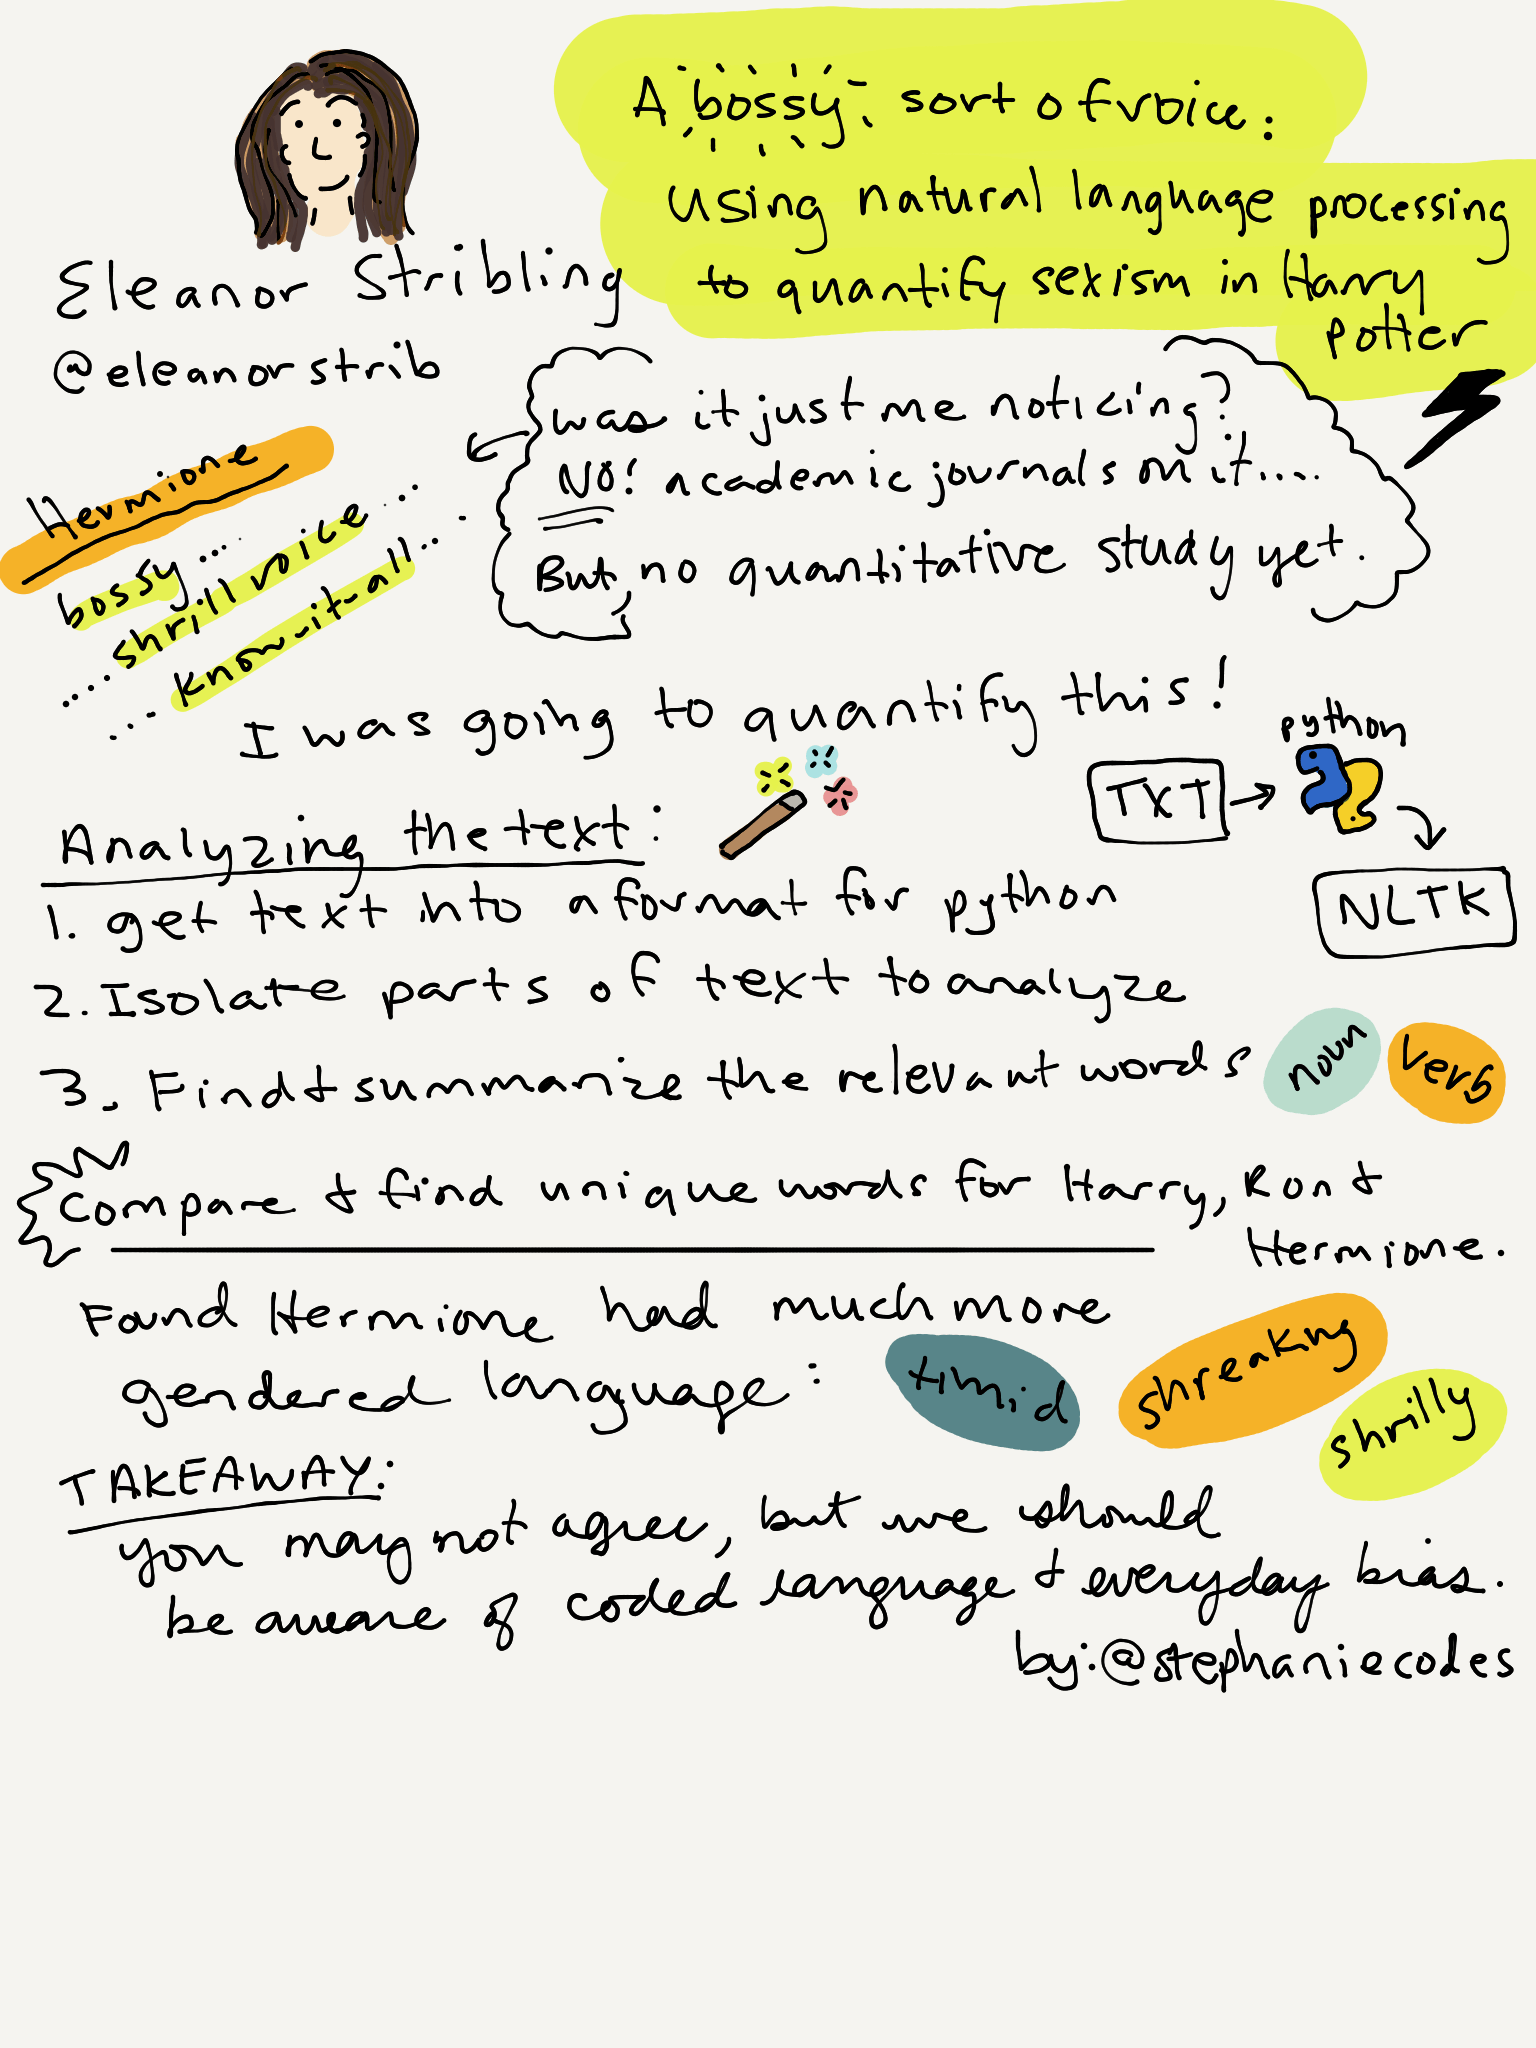 A bossy sort of voice:
using natural language processing
to quantify sexism in Harry
Potter
Eleanor Stribling
@eleanorstrib
was it just me noticing?
NO! academic journals on it....
But, no quantitative study yet.
Hermione
bossy...
....shrill voice...
...know-it-all...
I was going to quantify this!
Analyzing the text:
TXT
python
NLTK
1. get text into a format for python
2. Isolate parts of text to analyze
3. Find + summarize the relevant words
noun
verb
Compare + find unique words for Harry, Ron +
Hermione.
Found Hermione had much more
gendered language:
timid
shreaking
shrilly
TAKEAWAY:
you may not agree, but we should
be aware of coded language + everyday bias.
by: @stephaniecodes